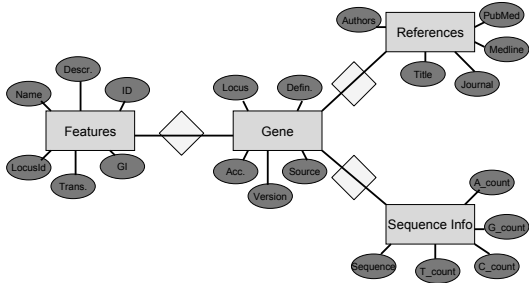 Authors
PubMed
References
Medline
Title
Journal
Descr.
Name
ID
Features
LocusId
Trans.
GI
Locus
Defin.
Gene
Acc.
Source
Version
A_count
Sequence Info
G_count
Sequence
T_count
C_count